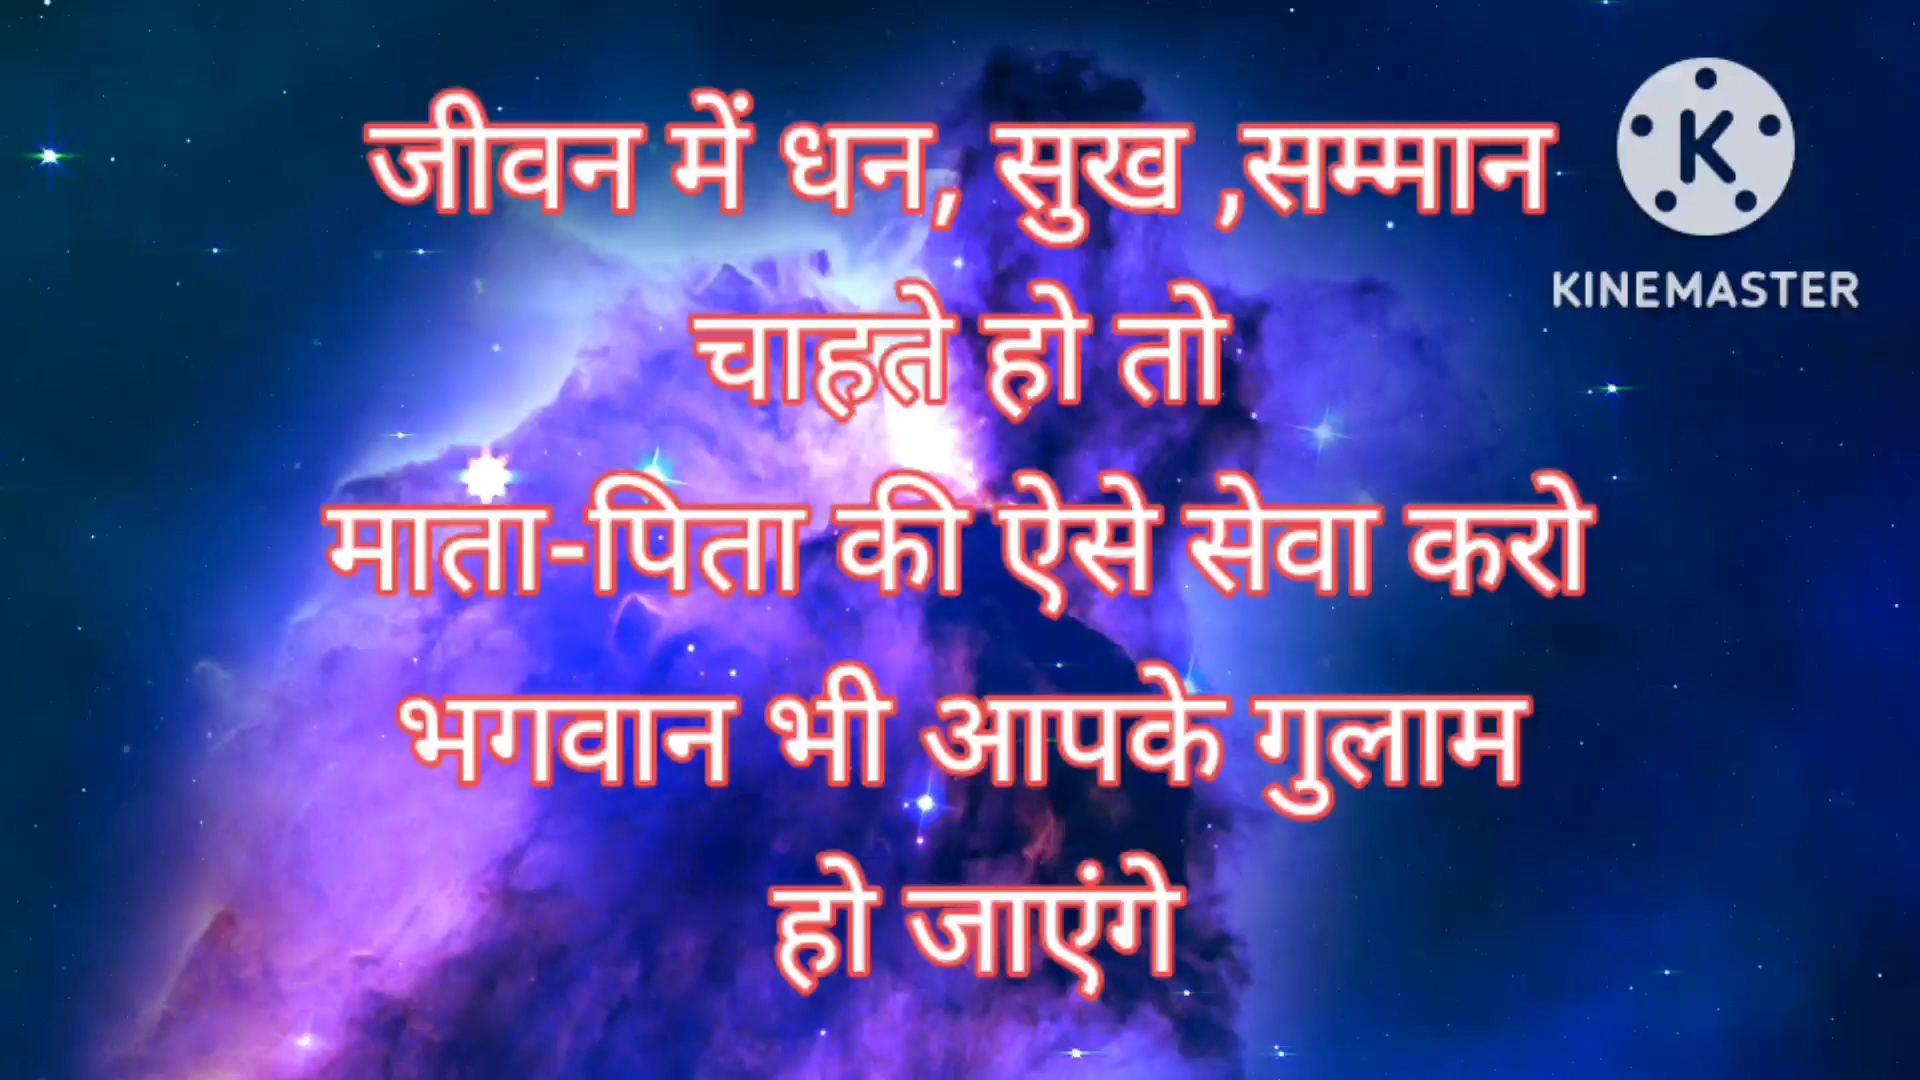 जीवन में धन, सुख ,सम्मान
चाहते हो तो
माता-पिता की ऐसे सेवा करो
भगवान भी आपके गुलाम
हो जाएंगे
K
KINEMASTER